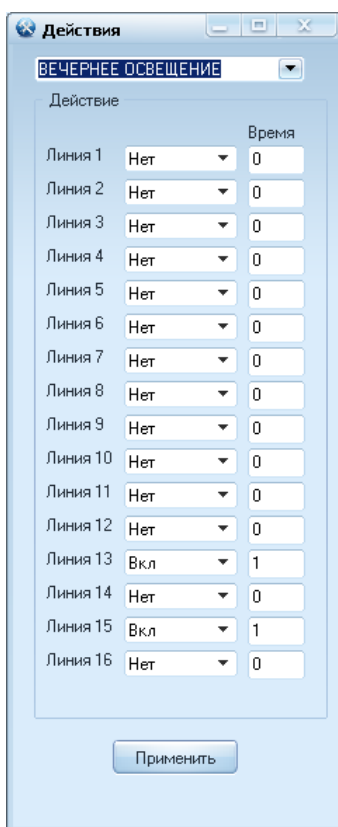 Действия
ВЕЧЕРНЕЕ ОСВЕЩЕНИЕ
Действие
Время
Линия 1 Нет 0
Линия 2 Нет 0
Линия 3 Нет 0
Линия 4 Нет 0
Линия 5 Нет 0
Линия 6 Нет 0
Линия 7 Нет 0
Линия 8 Нет 0
Линия 9 Нет 0
Линия 10 Нет 0
Линия 11 Нет 0
Линия 12 Нет 0
Линия 13 Вкл 1
Линия 14 Нет 0
Линия 15 Вкл 1
Линия 16 Нет 0
Применить